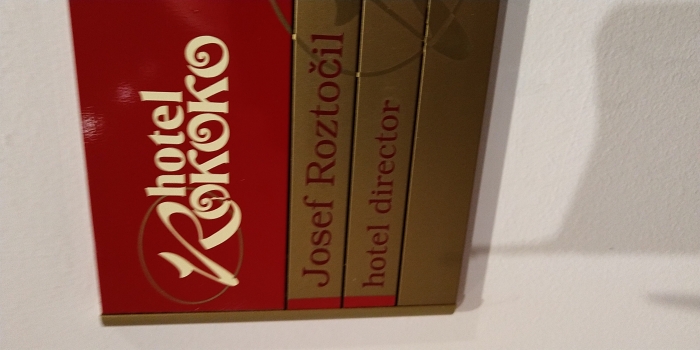 hotel
Rokoko
Josef Roztočil
hotel director